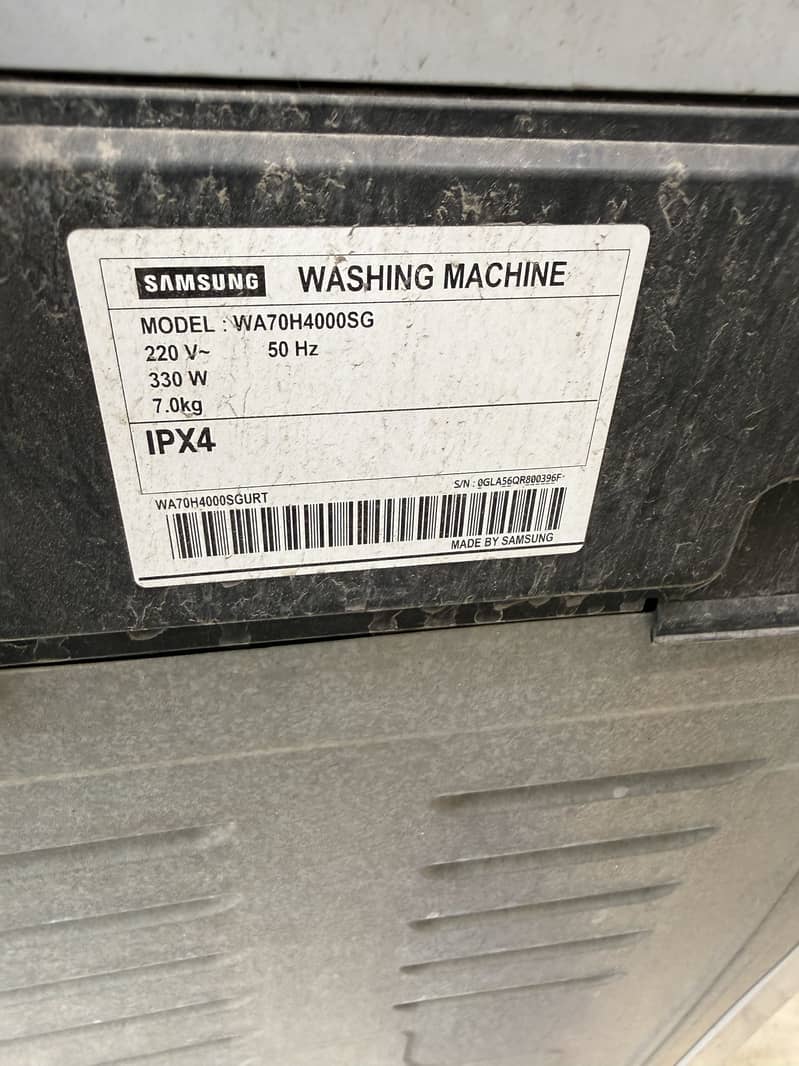 SAMSUNG WASHING MACHINE
MODEL : WA70H4000SG
220 V~ 50 Hz
330 W
7.0kg
IPX4
S/N : 0GLA56QR800396F
WA70H4000SGURT
MADE BY SAMSUNG